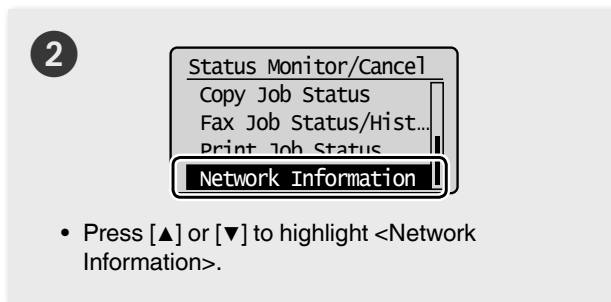 2
Status Monitor/Cancel
Copy Job Status
Fax Job Status/Hist…
Print Job Status
Network Information
• Press [▲] or [▼] to highlight <Network
Information>.